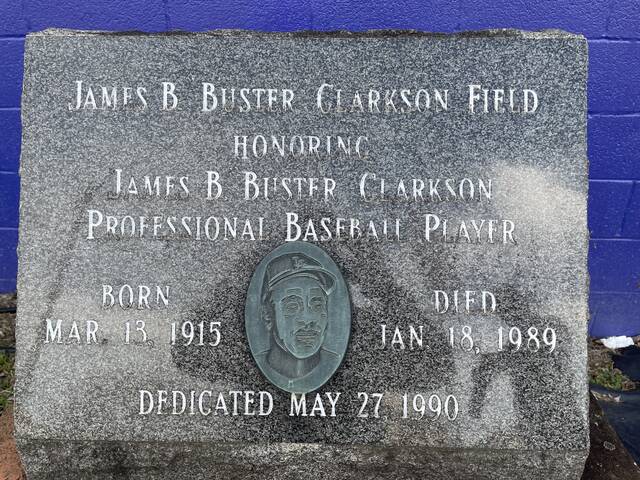 JAMES B. BUSTER CLARKSON FIELD
HONORING
JAMES B. BUSTER CLARKSON
PROFESSIONAL BASEBALL PLAYER
BORN
MAR. 13, 1915
DIED
JAN 18, 1989
DEDICATED MAY 27 1990